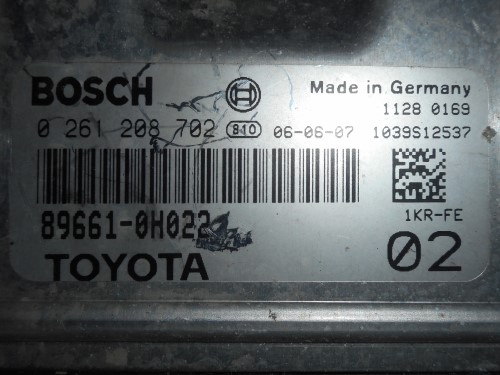 BOSCH Made in Germany
1128 0169
0 261 208 702 B10 06-06-07 1039S12537
89661-0H022
1KR-FE
TOYOTA 02